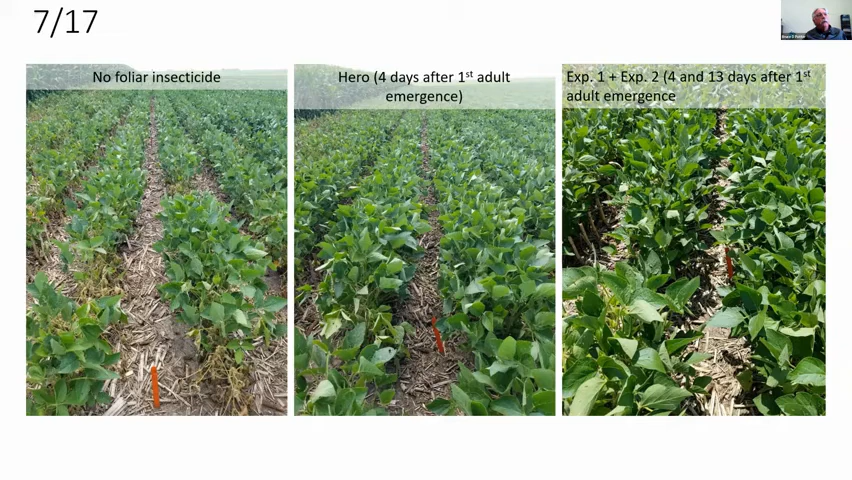 7/17
No foliar insecticide
Hero (4 days after 1st adult
emergence)
Exp. 1 + Exp. 2 (4 and 13 days after 1st
adult emergence